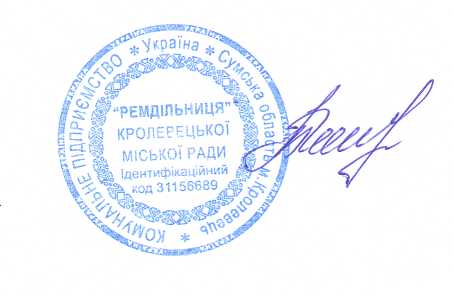 * Україна * Сумська область м.Кролевець * КОМУНАЛЬНЕ ПІДПРИЄМСТВО
"РЕМДІЛЬНИЦЯ"
КРОЛЕВЕЦЬКОЇ
МІСЬКОЇ РАДИ
Ідентифікаційний
код 31156689